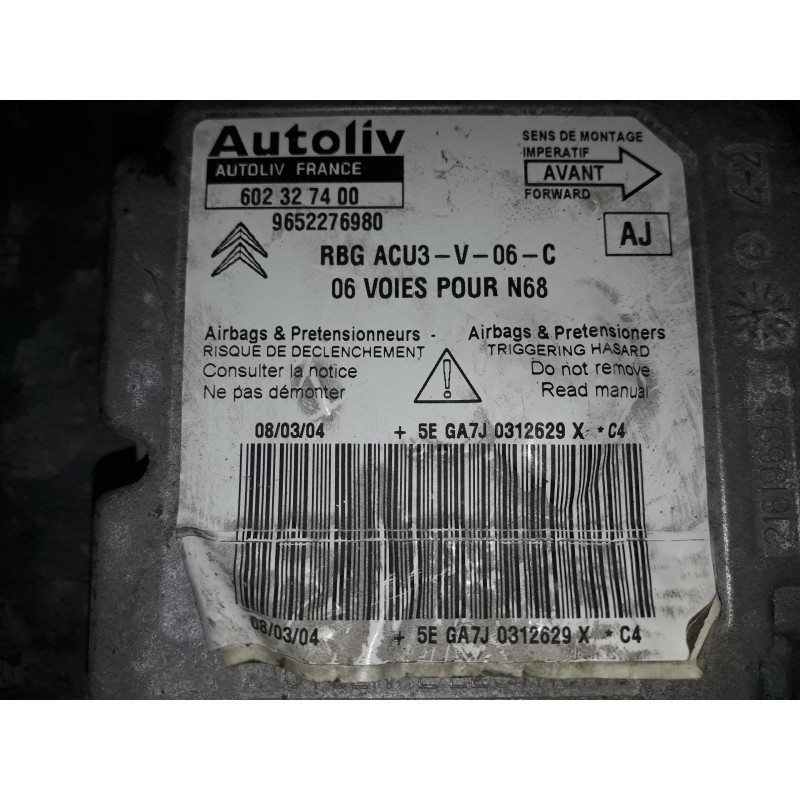 Autoliv
AUTOLIV FRANCE
602 32 74 00
9652276980
SENS DE MONTAGE
IMPERATIF
AVANT
FORWARD
AJ
RBG ACU3-V-06-C
06 VOIES POUR N68
Airbags & Pretensionneurs -
RISQUE DE DECLENCHEMENT
Consulter la notice
Ne pas démonter
Airbags & Pretensioners
TRIGGERING HASARD
Do not remove
Read manual
08/03/04 + 5E GA7J 0312629 X *C4
08/03/04 + 5E GA7J 0312629 X * C4